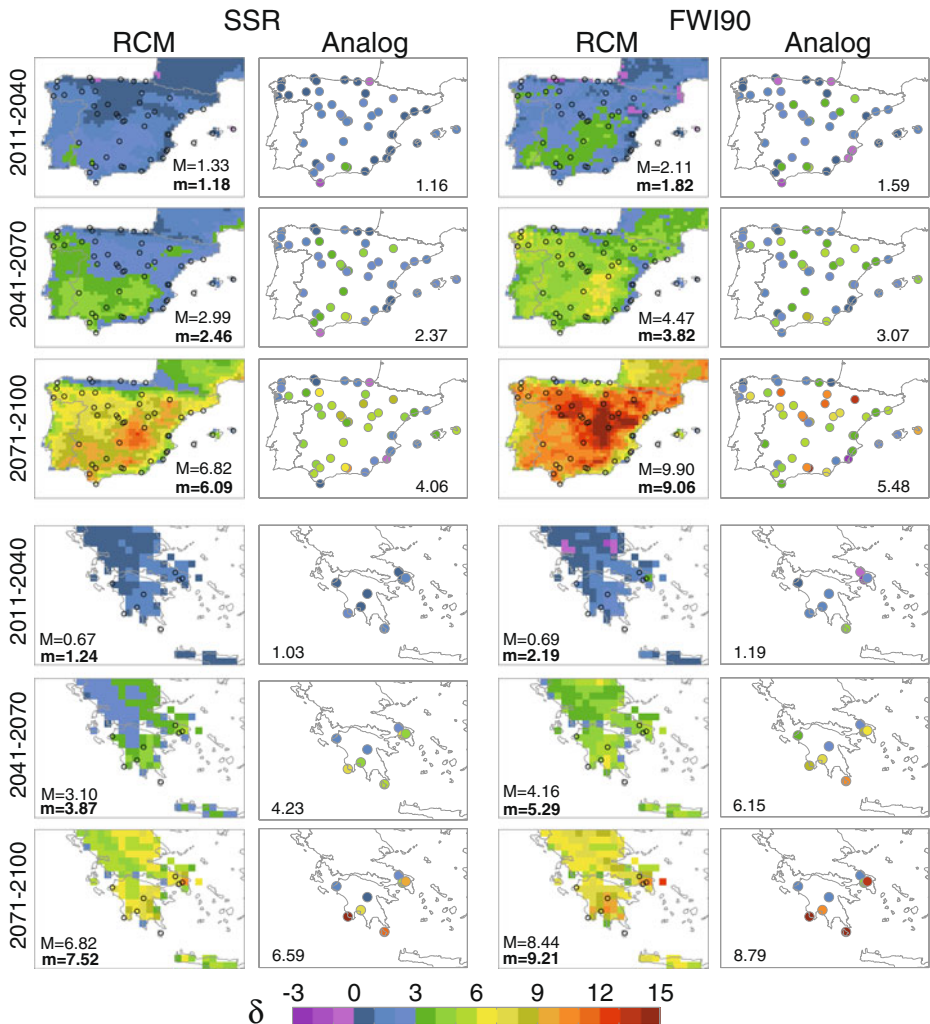 SSR FWI90
RCM Analog RCM Analog
2011-2040
M=1.33
m=1.18
1.16
M=2.11
m=1.82
1.59
2041-2070
M=2.99
m=2.46
2.37
M=4.47
m=3.82
3.07
2071-2100
M=6.82
m=6.09
4.06
M=9.90
m=9.06
5.48
2011-2040
M=0.67
m=1.24
1.03
M=0.69
m=2.19
1.19
2041-2070
M=3.10
m=3.87
4.23
M=4.16
m=5.29
6.15
2071-2100
M=6.82
m=7.52
6.59
M=8.44
m=9.21
8.79
δ -3 0 3 6 9 12 15